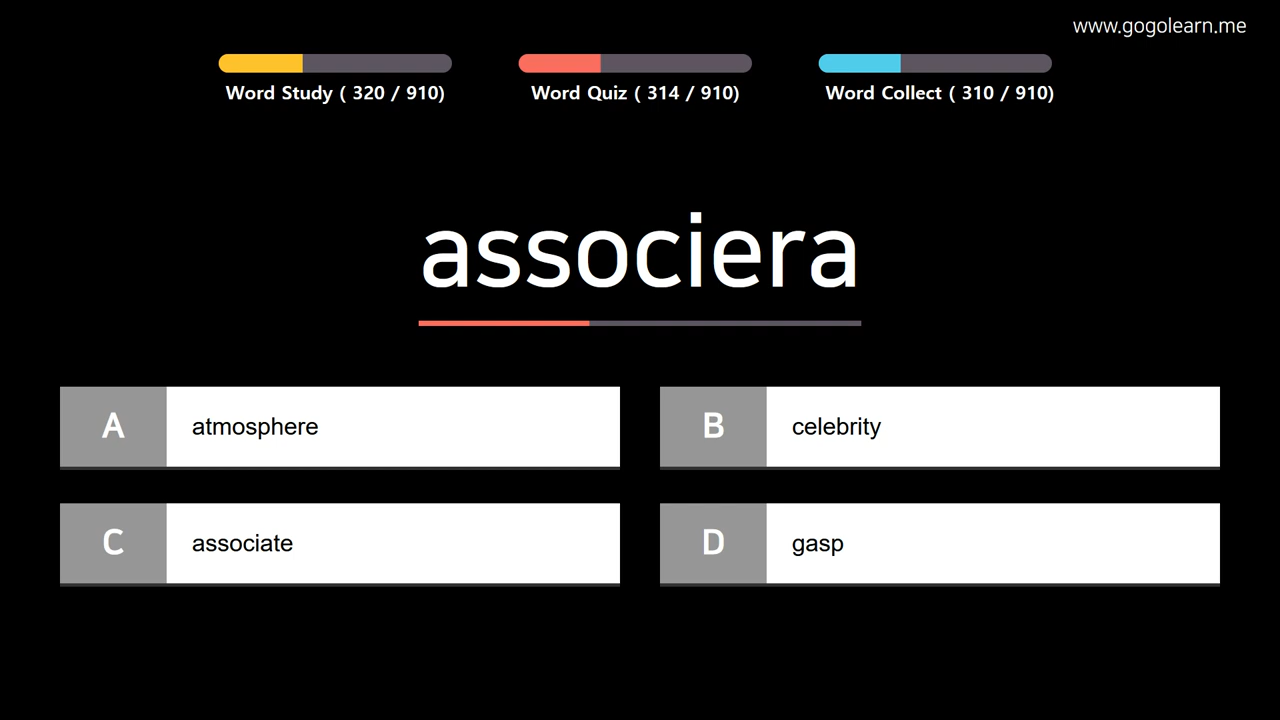 www.gogolearn.me
Word Study ( 320 / 910)
Word Quiz ( 314 / 910)
Word Collect ( 310 / 910)
associera
A atmosphere
B celebrity
C associate
D gasp